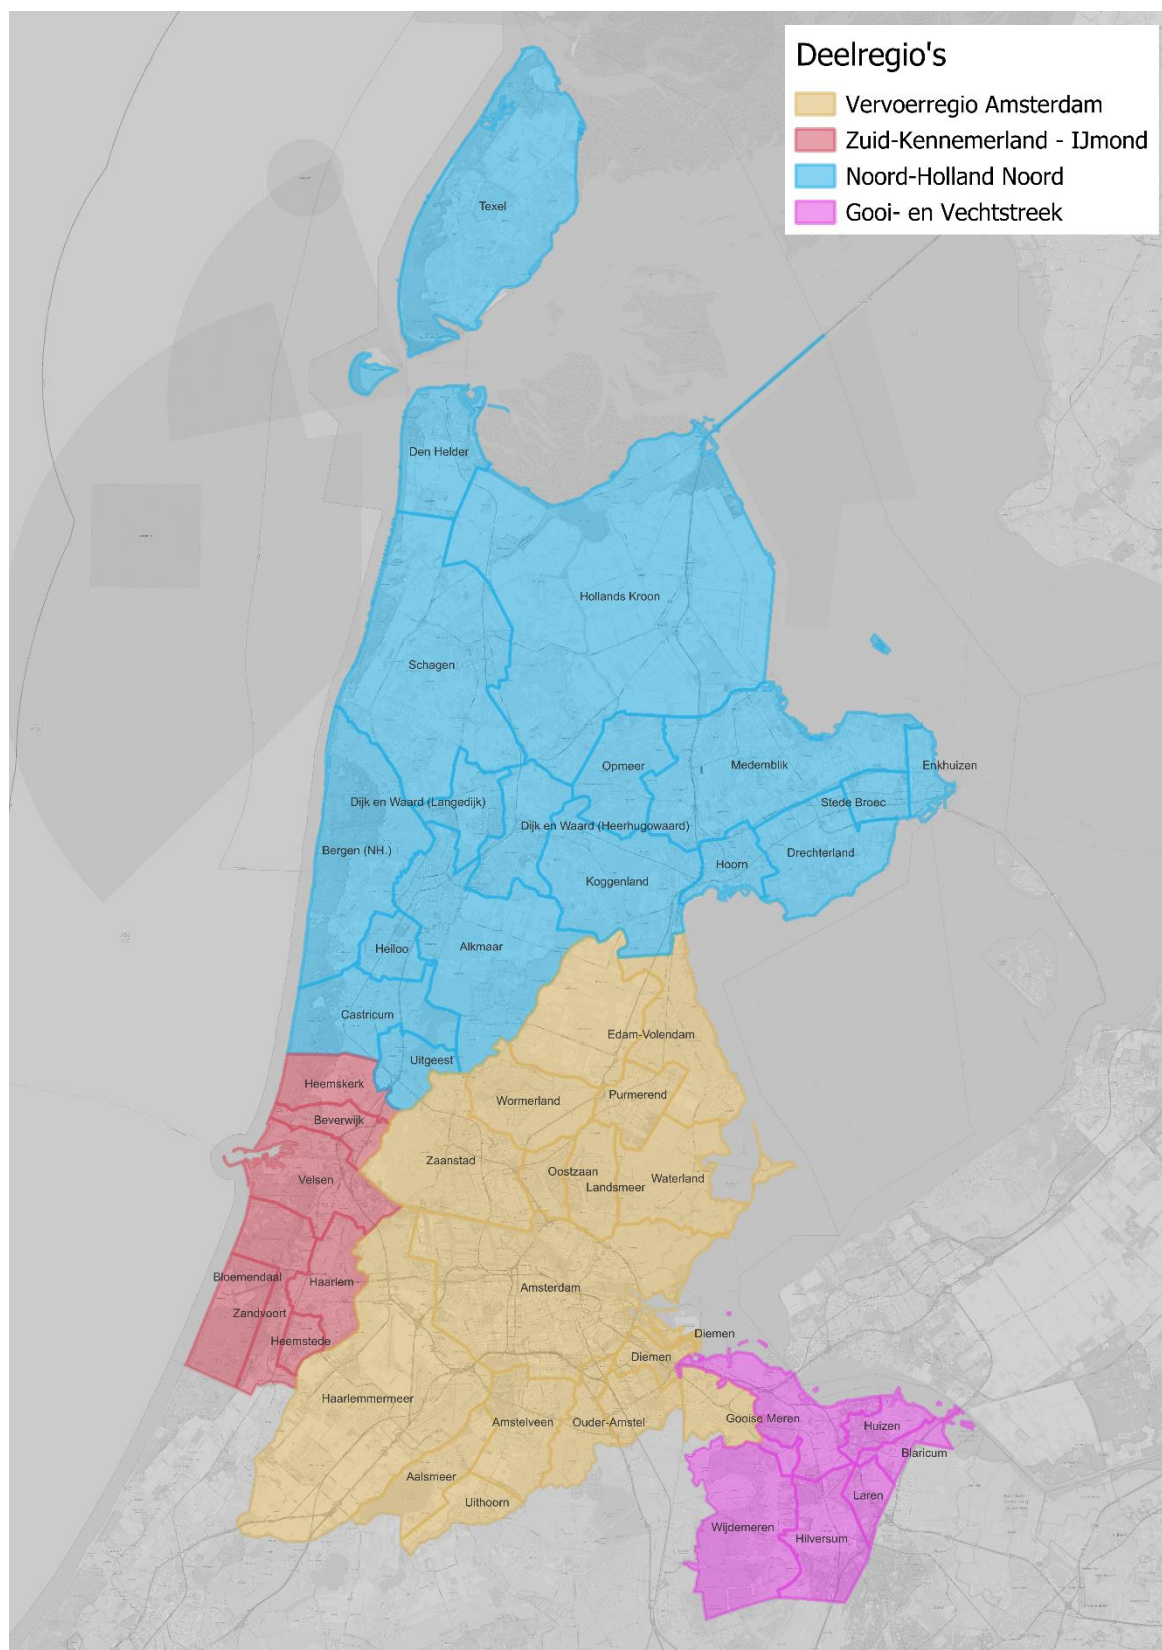 Deelregio's
Vervoerregio Amsterdam
Zuid-Kennemerland - IJmond
Noord-Holland Noord
Gooi- en Vechtstreek
Texel
Den Helder
Hollands Kroon
Schagen
Opmeer
Medemblik
Enkhuizen
Dijk en Waard (Langedijk)
Stede Broec
Dijk en Waard (Heerhugowaard)
Bergen (NH.)
Drechterland
Hoorn
Koggenland
Heiloo
Alkmaar
Castricum
Edam-Volendam
Uitgeest
Heemskerk
Wormerland
Purmerend
Beverwijk
Zaanstad
Oostzaan
Velsen
Waterland
Landsmeer
Bloemendaal
Haarlem
Amsterdam
Zandvoort
Diemen
Heemstede
Diemen
Haarlemmermeer
Gooise Meren
Amstelveen
Ouder-Amstel
Huizen
Blaricum
Aalsmeer
Laren
Uithoorn
Wijdemeren
Hilversum